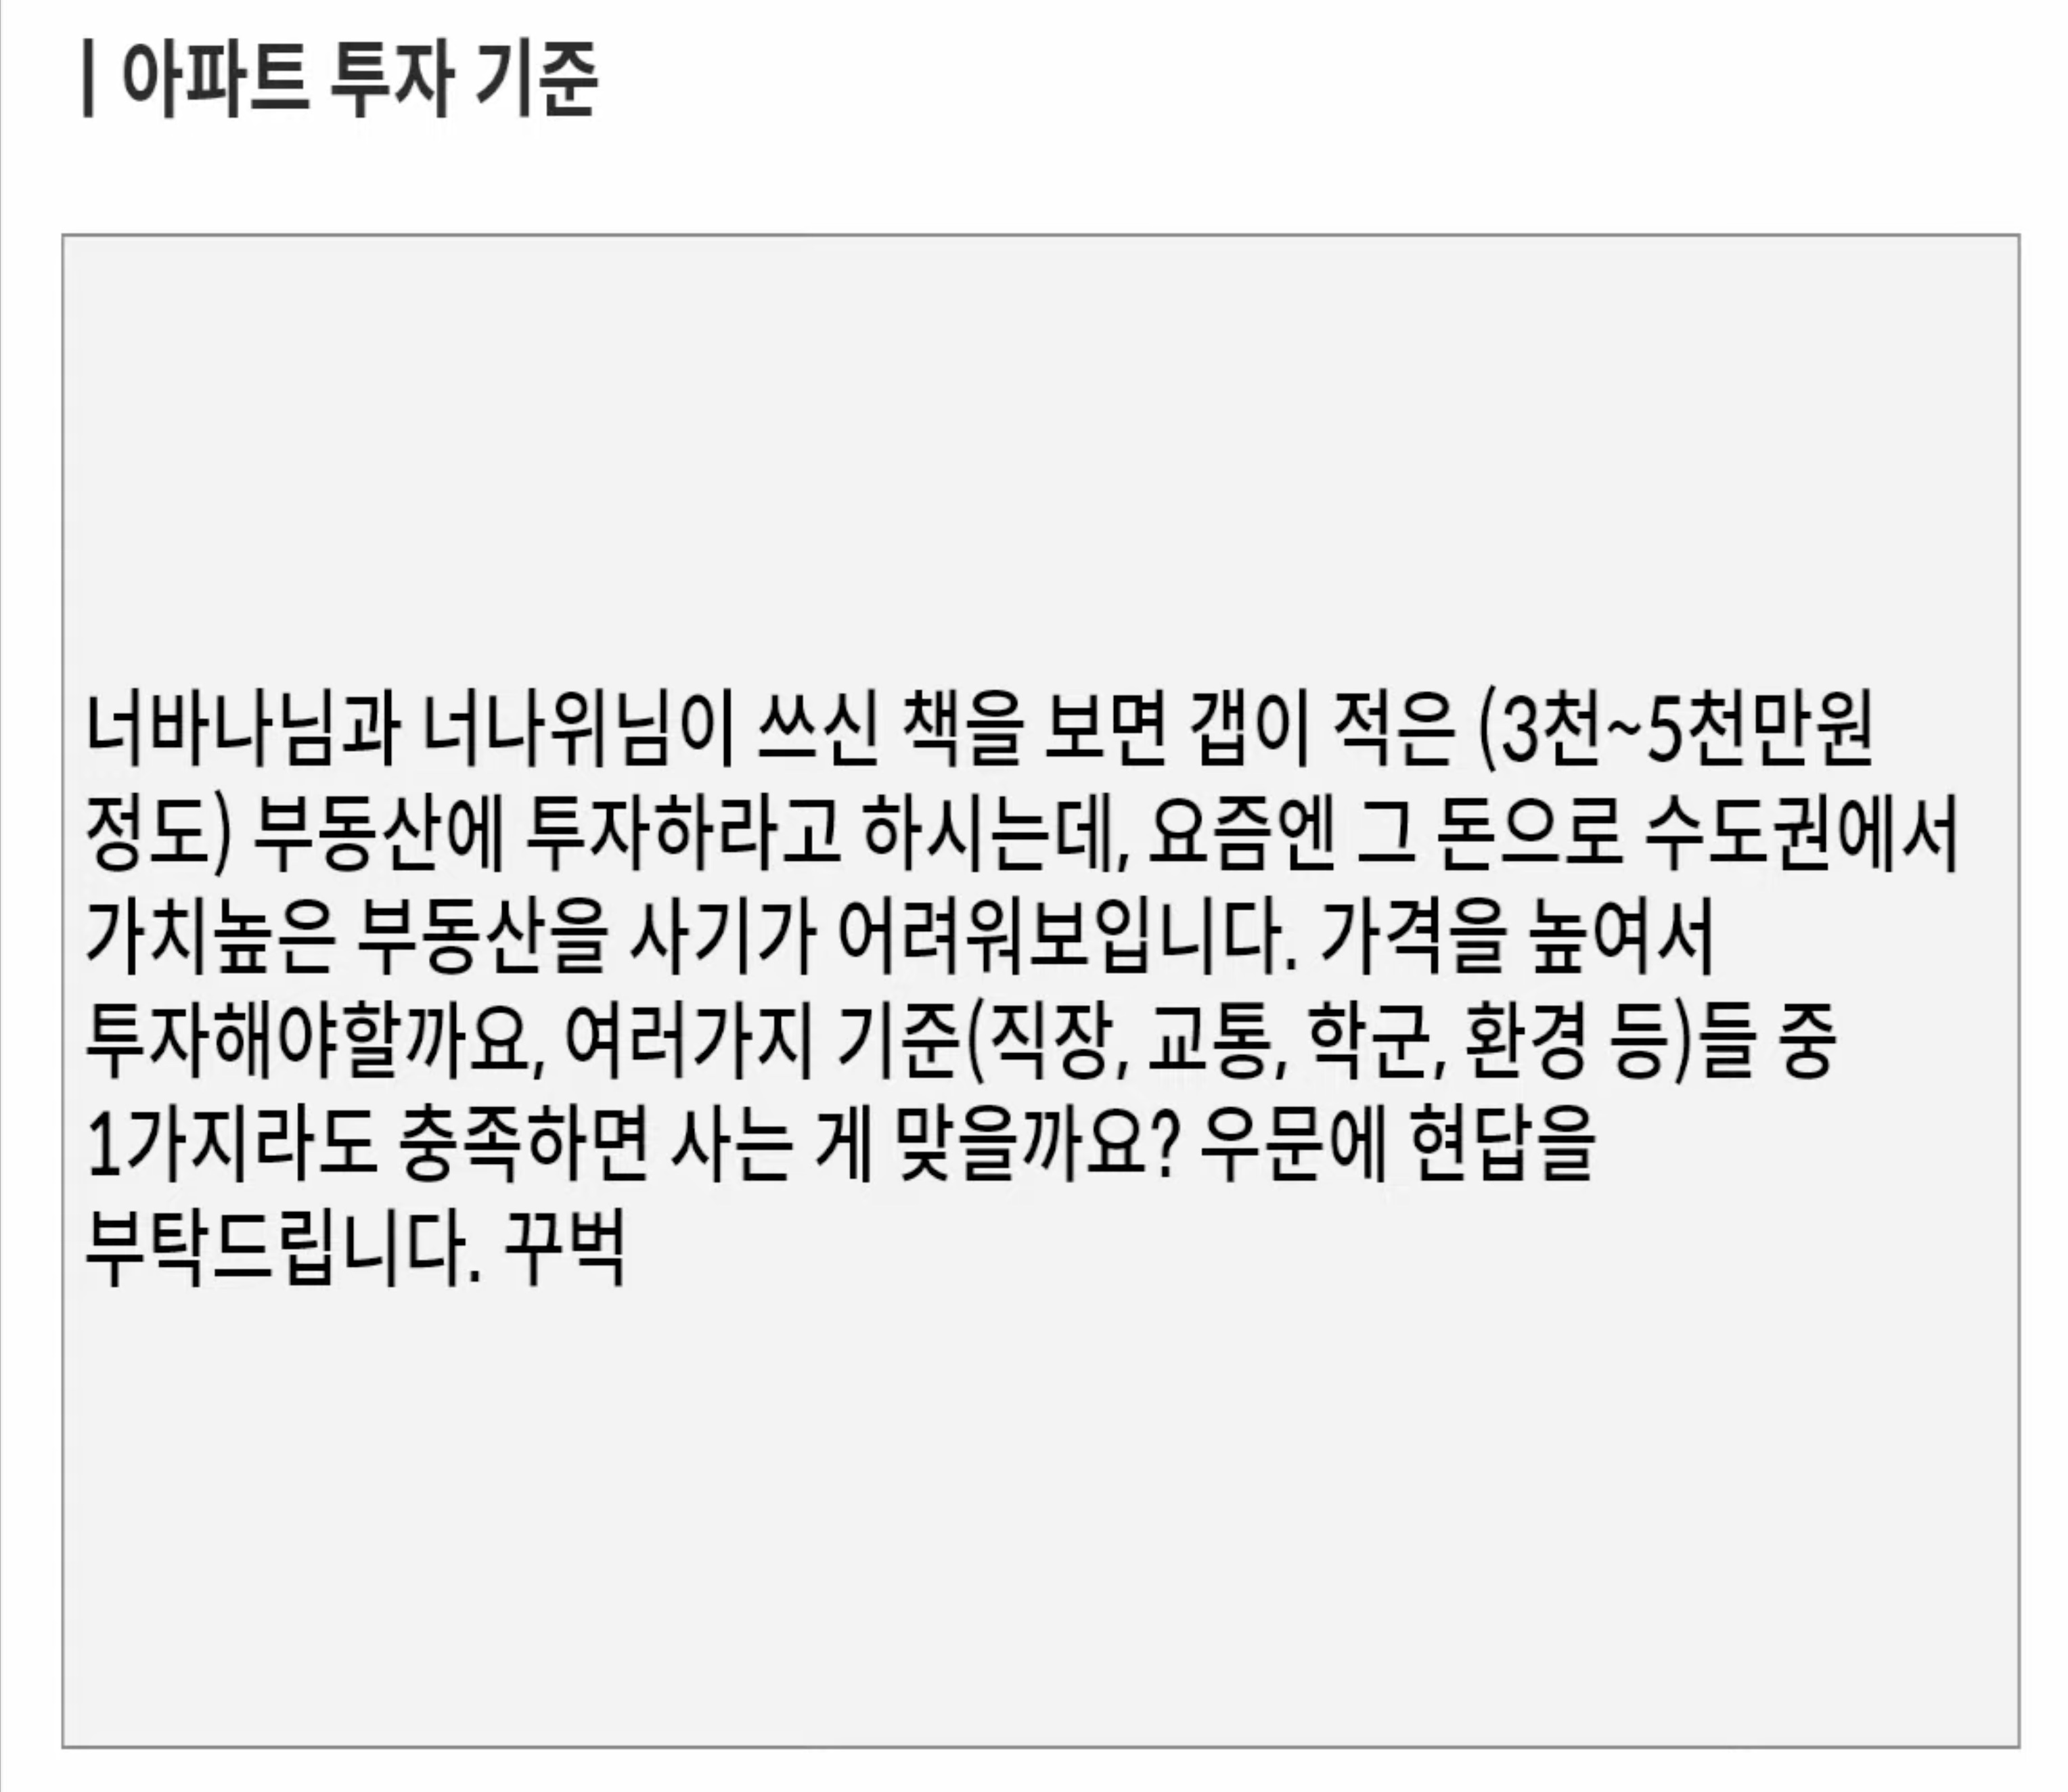 | 아파트 투자 기준
너바나님과 너나위님이 쓰신 책을 보면 갭이 적은 (3천~5천만원
정도) 부동산에 투자하라고 하시는데, 요즘엔 그 돈으로 수도권에서
가치높은 부동산을 사기가 어려워보입니다. 가격을 높여서
투자해야할까요, 여러가지 기준(직장, 교통, 학군, 환경 등)들 중
1가지라도 충족하면 사는 게 맞을까요? 우문에 현답을
부탁드립니다. 꾸벅